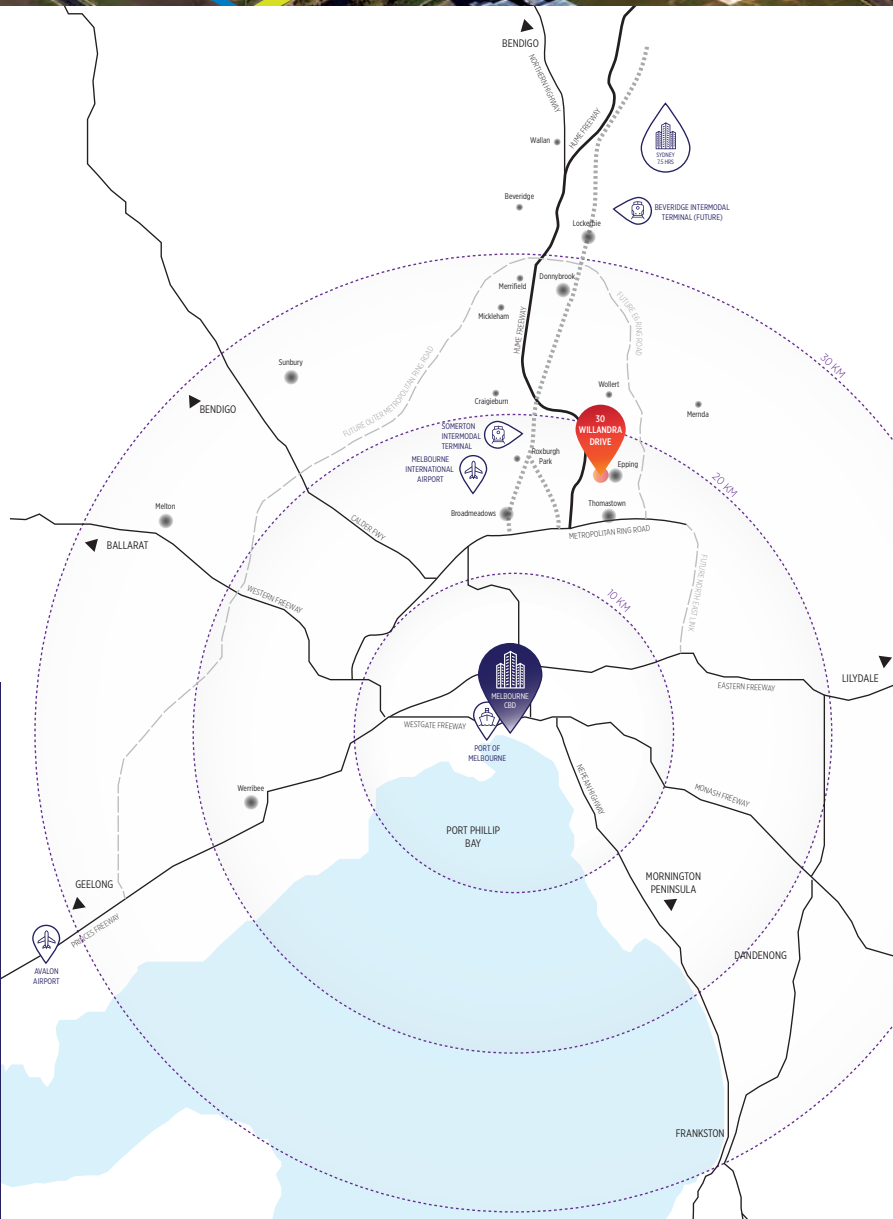 BENDIGO
NORTHERN HIGHWAY
HUME FREEWAY
Wallan
SYDNEY
7.5 HRS
Beveridge
BEVERIDGE INTERMODAL
TERMINAL (FUTURE)
Lockerbie
Merrifield
Donnybrook
Mickleham
HUME FREEWAY
FUTURE E6 RING ROAD
FUTURE OUTER METROPOLITAN RING ROAD
30 KM
Sunbury
BENDIGO
Craigieburn
Wollert
Mernda
30
WILLANDRA
DRIVE
SOMERTON
INTERMODAL
TERMINAL
MELBOURNE
INTERNATIONAL
AIRPORT
Roxburgh
Park
Epping
20 KM
Melton
Broadmeadows
Thomastown
BALLARAT
CALDER FWY
METROPOLITAN RING ROAD
WESTERN FREEWAY
10 KM
FUTURE NORTH EAST LINK
MELBOURNE
CBD
LILYDALE
EASTERN FREEWAY
WESTGATE FREEWAY
PORT OF
MELBOURNE
NEPEAN HIGHWAY
MONASH FREEWAY
Werribee
PORT PHILLIP
BAY
GEELONG
MORNINGTON
PENINSULA
PRINCES FREEWAY
AVALON
AIRPORT
DANDENONG
FRANKSTON